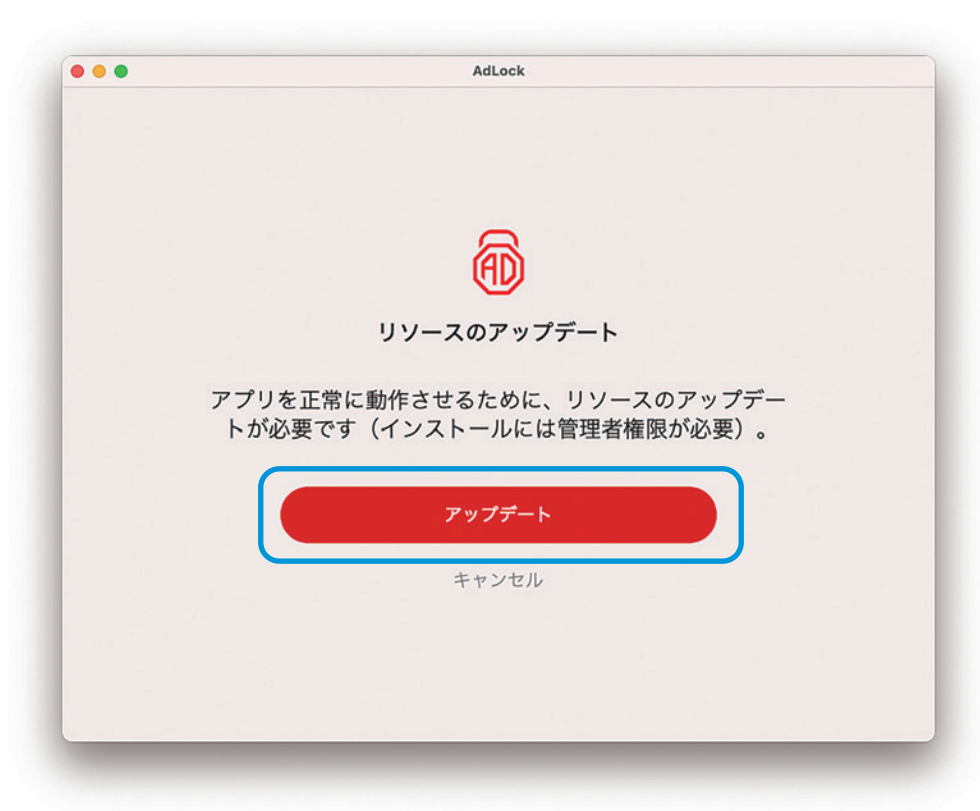 AdLock
AD
リソースのアップデート
アプリを正常に動作させるために、リソースのアップデー
トが必要です（インストールには管理者権限が必要）。
アップデート
キャンセル